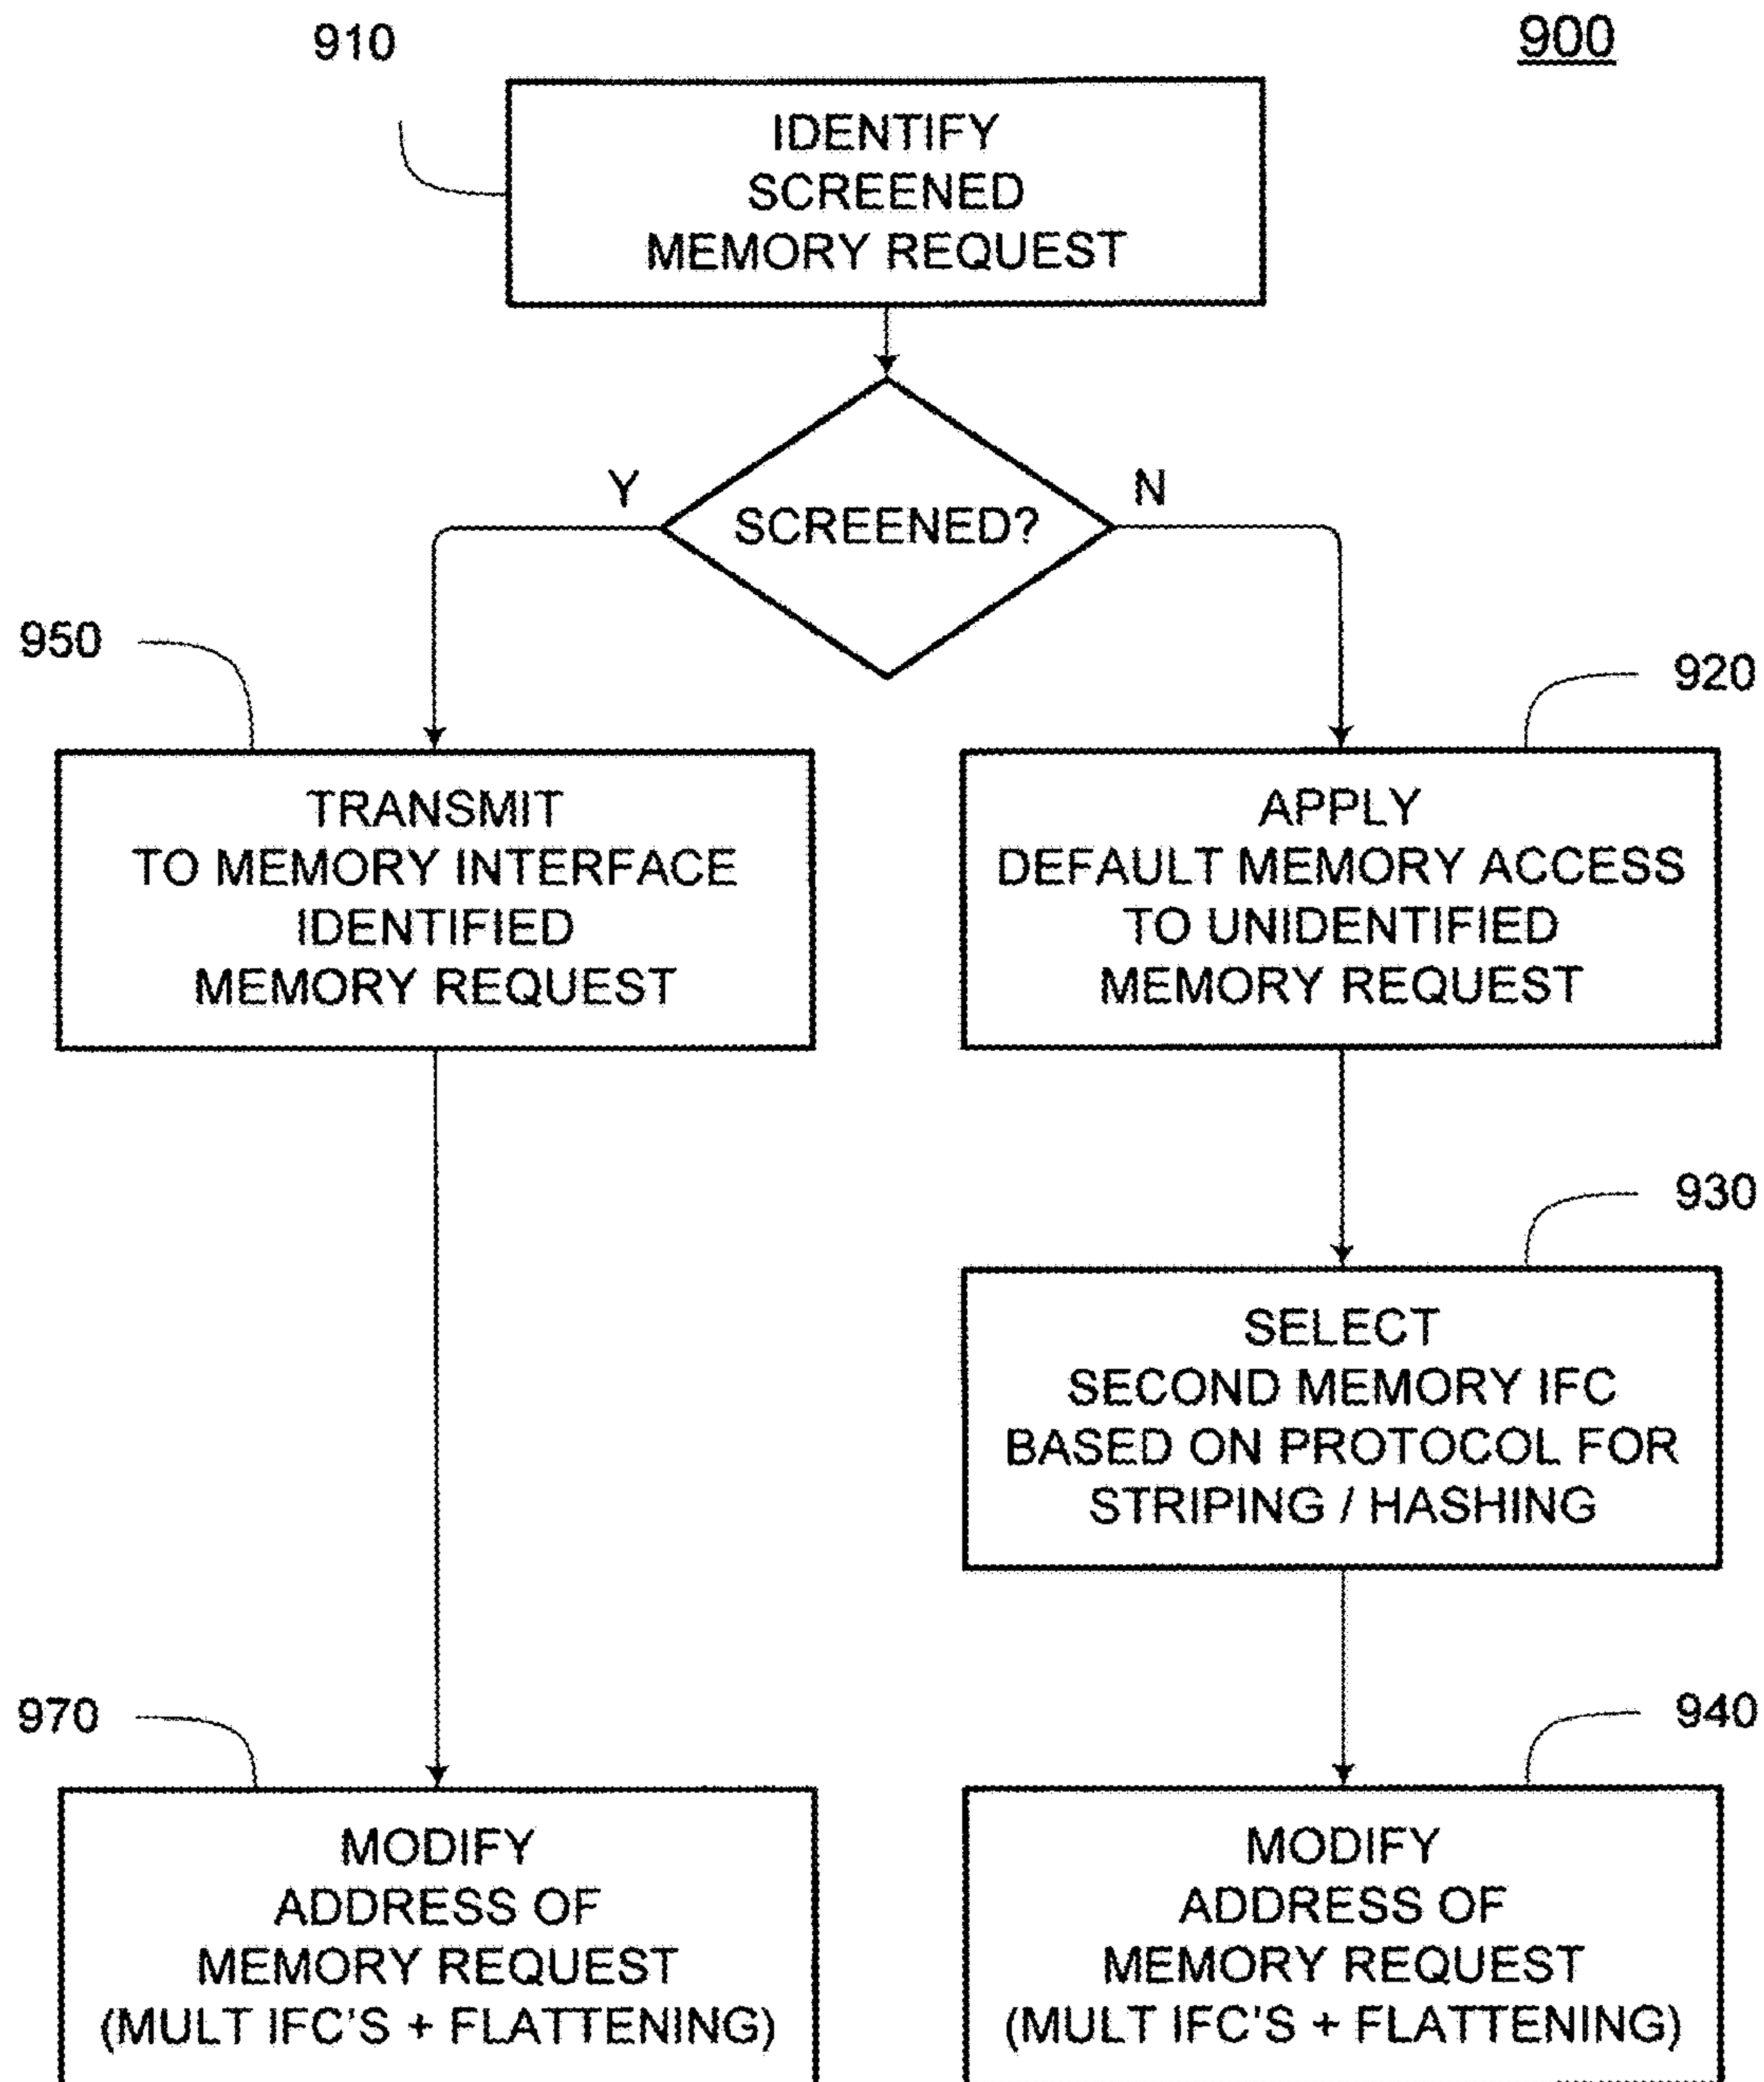 900
910
IDENTIFY
SCREENED
MEMORY REQUEST
SCREENED?
Y
N
950
TRANSMIT
TO MEMORY INTERFACE
IDENTIFIED
MEMORY REQUEST
920
APPLY
DEFAULT MEMORY ACCESS
TO UNIDENTIFIED
MEMORY REQUEST
930
SELECT
SECOND MEMORY IFC
BASED ON PROTOCOL FOR
STRIPING / HASHING
970
MODIFY
ADDRESS OF
MEMORY REQUEST
(MULT IFC'S + FLATTENING)
940
MODIFY
ADDRESS OF
MEMORY REQUEST
(MULT IFC'S + FLATTENING)